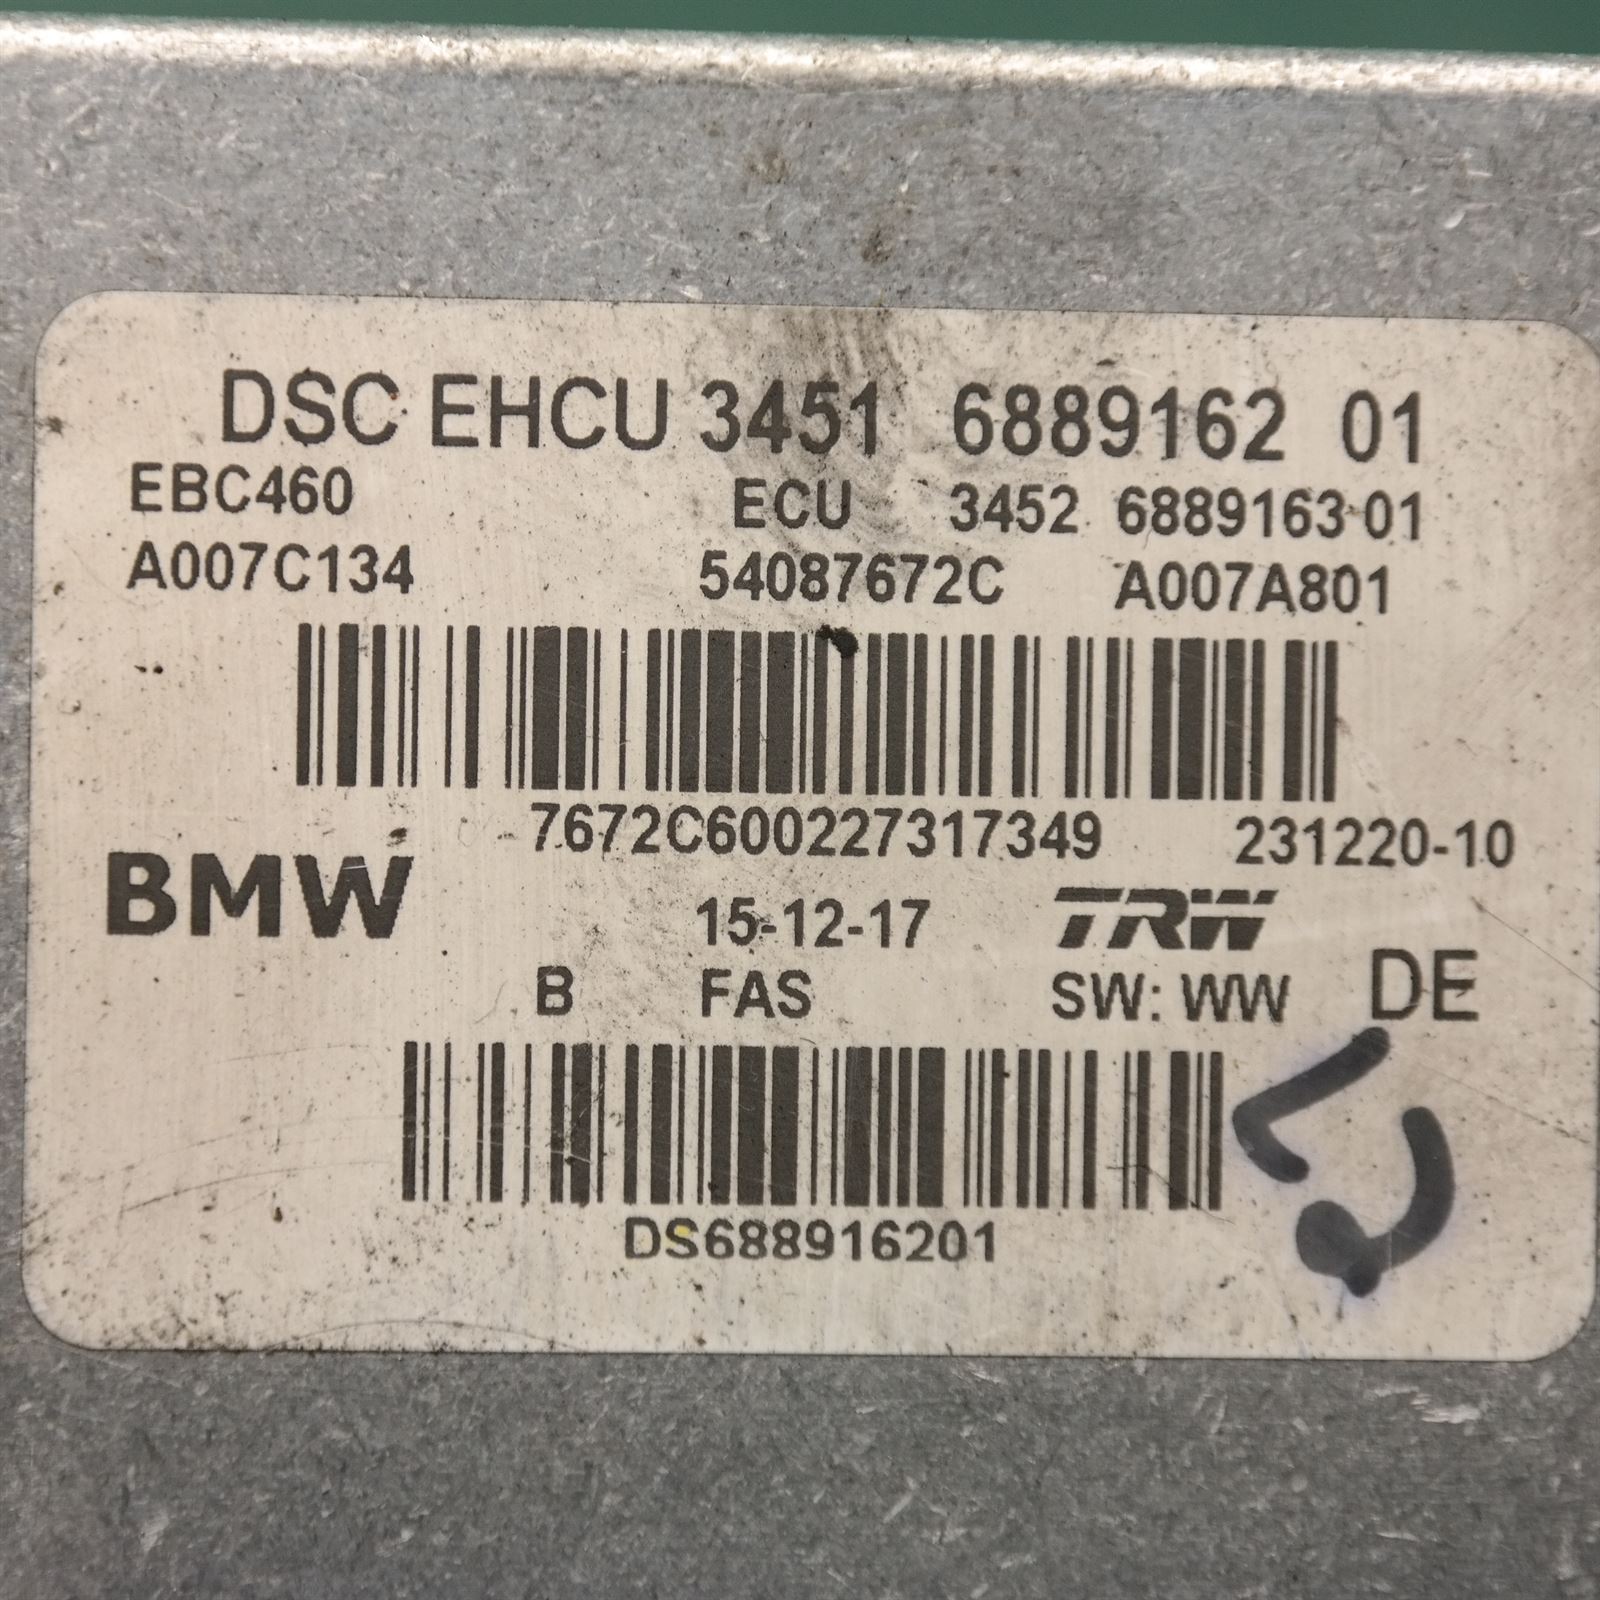 DSC EHCU 3451 6889162 01
EBC460 ECU 3452 6889163 01
A007C134 54087672C A007A801
7672C600227317349 231220-10
BMW 15-12-17 TRW
B FAS SW: WW DE
DS688916201